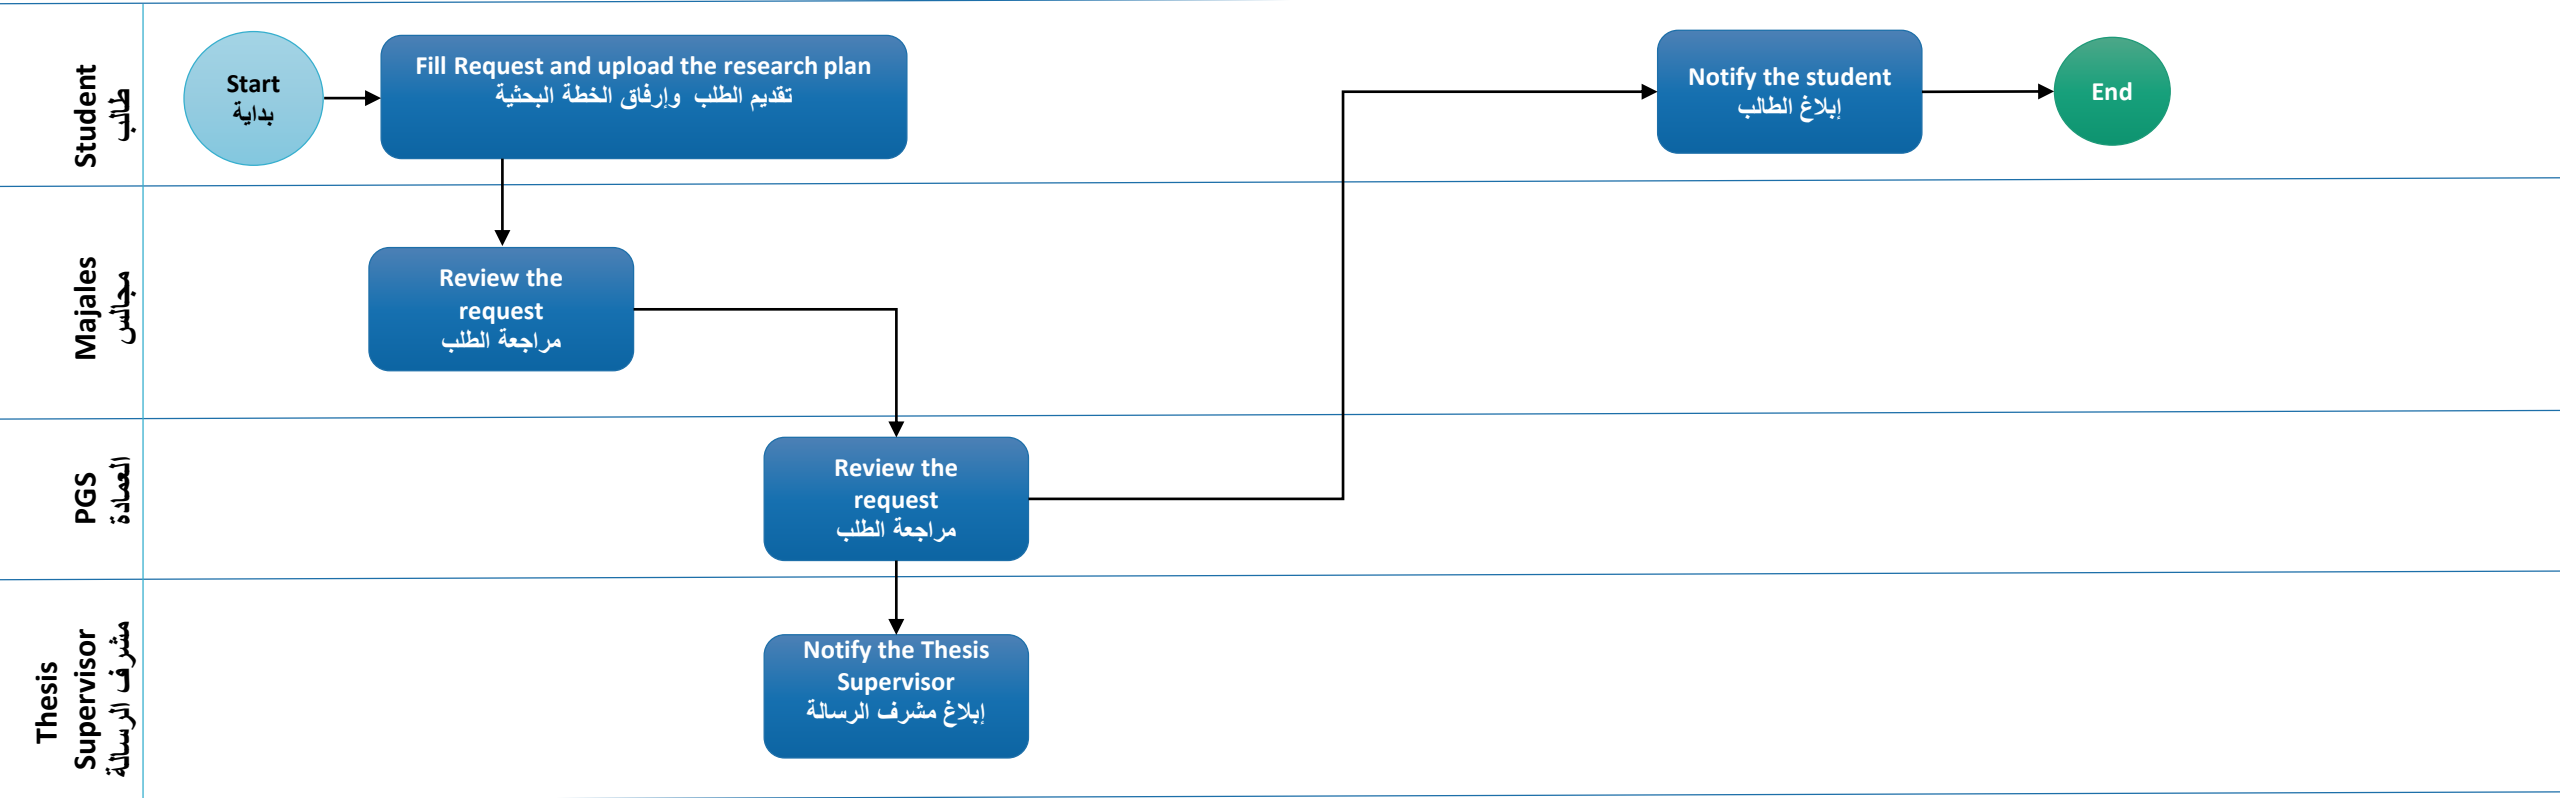 Student
طالب
Start
بداية
Fill Request and upload the research plan
تقديم الطلب وإرفاق الخطة البحثية
Notify the student
إبلاغ الطالب
End
Majales
مجالس
Review the
request
مراجعة الطلب
PGS
العمادة
Review the
request
مراجعة الطلب
Thesis
Supervisor
مشرف الرسالة
Notify the Thesis
Supervisor
إبلاغ مشرف الرسالة